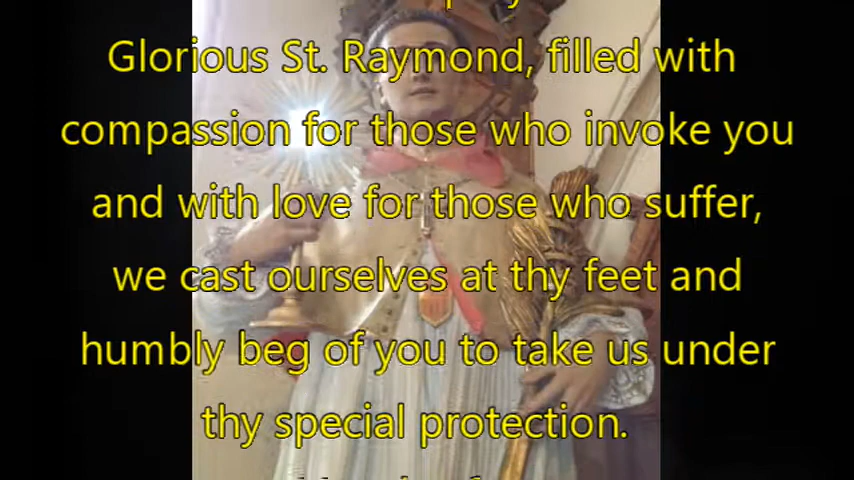 Glorious St. Raymond, filled with
compassion for those who invoke you
and with love for those who suffer,
we cast ourselves at thy feet and
humbly beg of you to take us under
thy special protection.